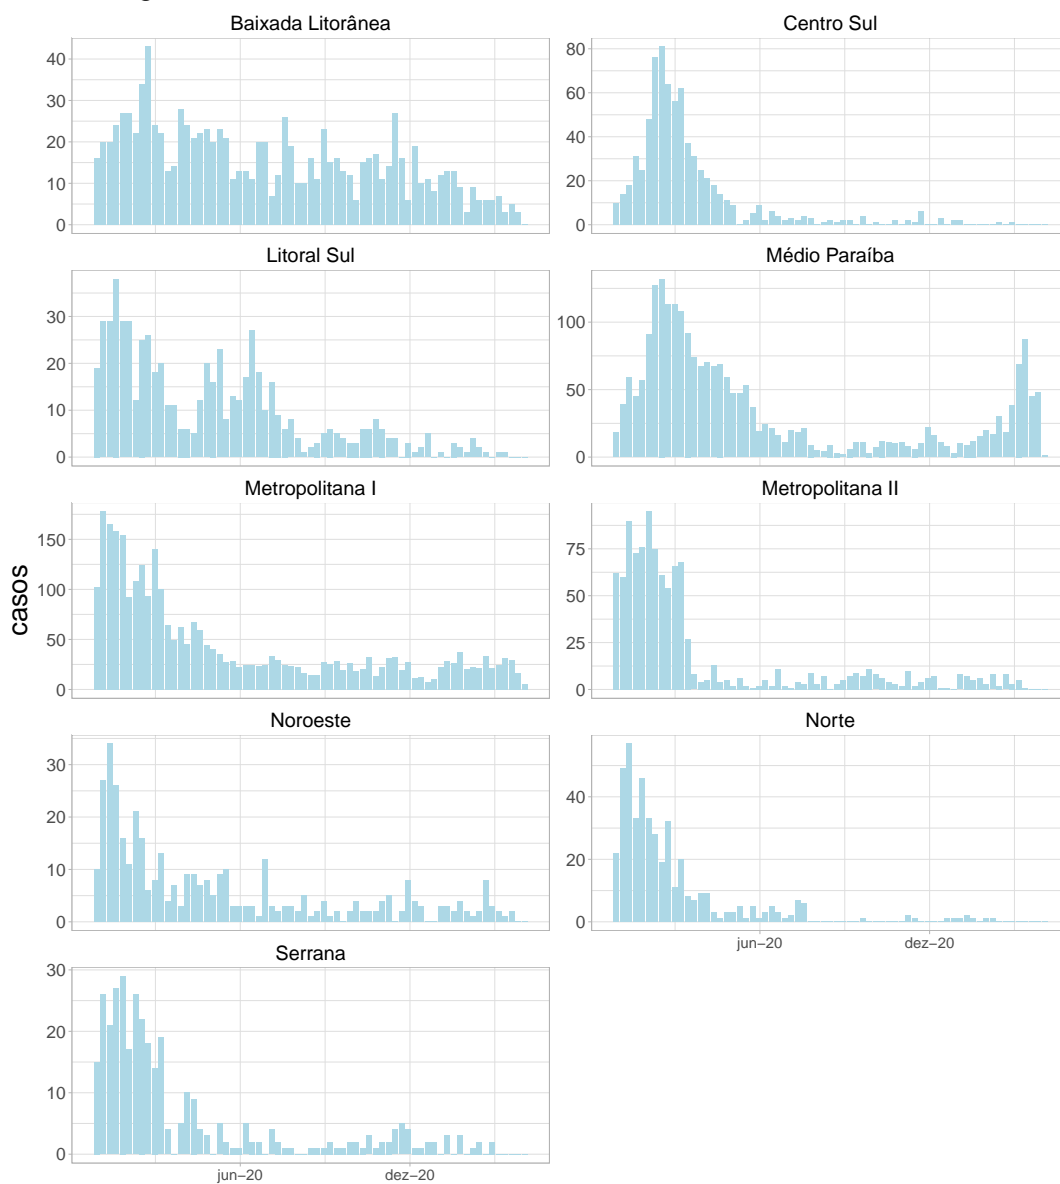 Baixada Litorânea
Centro Sul
40
30
20
10
0
80
60
40
20
0
Litoral Sul
Médio Paraíba
30
20
10
0
100
50
0
Metropolitana I
Metropolitana II
casos
150
100
50
0
75
50
25
0
Noroeste
Norte
30
20
10
0
40
20
0
jun−20
dez−20
Serrana
30
20
10
0
jun−20
dez−20